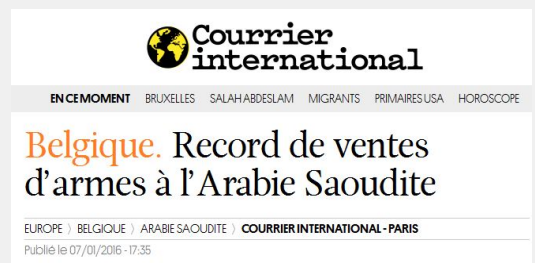 Courrier
international
EN CE MOMENT BRUXELLES SALAH ABDESLAM MIGRANTS PRIMAIRES USA HOROSCOPE
Belgique. Record de ventes
d'armes à l'Arabie Saoudite
EUROPE 〉 BELGIQUE 〉 ARABIE SAOUDITE 〉 COURRIER INTERNATIONAL - PARIS
Publié le 07/01/2016 - 17:35